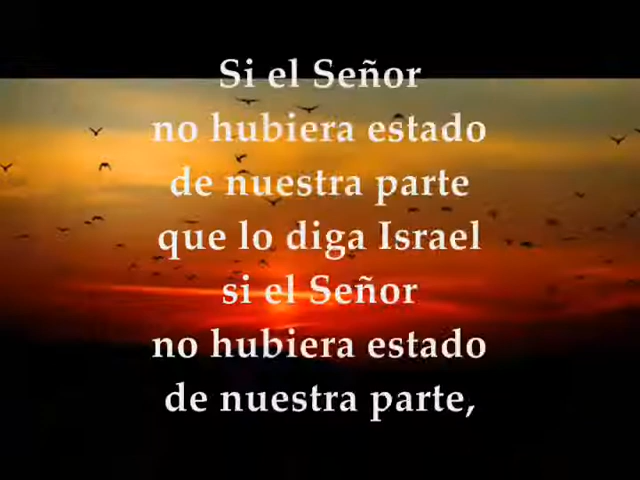 Si el Señor
no hubiera estado
de nuestra parte
que lo diga Israel
si el Señor
no hubiera estado
de nuestra parte,